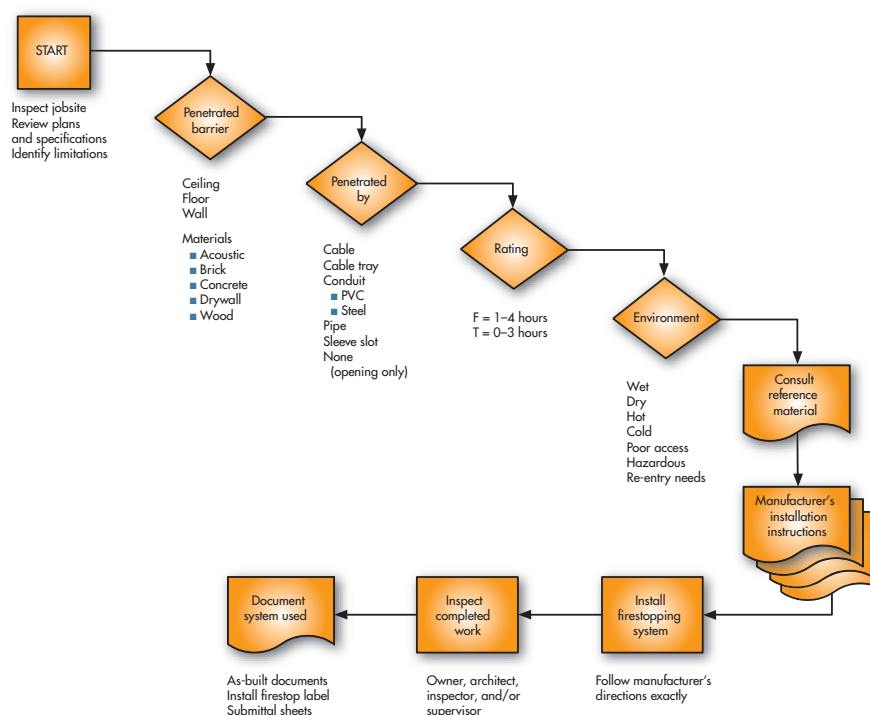 START
Inspect jobsite
Review plans
and specifications
Identify limitations
Penetrated
barrier
Ceiling
Floor
Wall
Materials
■ Acoustic
■ Brick
■ Concrete
■ Drywall
■ Wood
Penetrated
by
Cable
Cable tray
Conduit
■ PVC
■ Steel
Pipe
Sleeve slot
None
(opening only)
Rating
F = 1–4 hours
T = 0–3 hours
Environment
Wet
Dry
Hot
Cold
Poor access
Hazardous
Re-entry needs
Consult
reference
material
Manufacturer's
installation
instructions
Install
firestopping
system
Follow manufacturer's
directions exactly
Inspect
completed
work
Owner, architect,
inspector, and/or
supervisor
Document
system used
As-built documents
Install firestop label
Submittal sheets